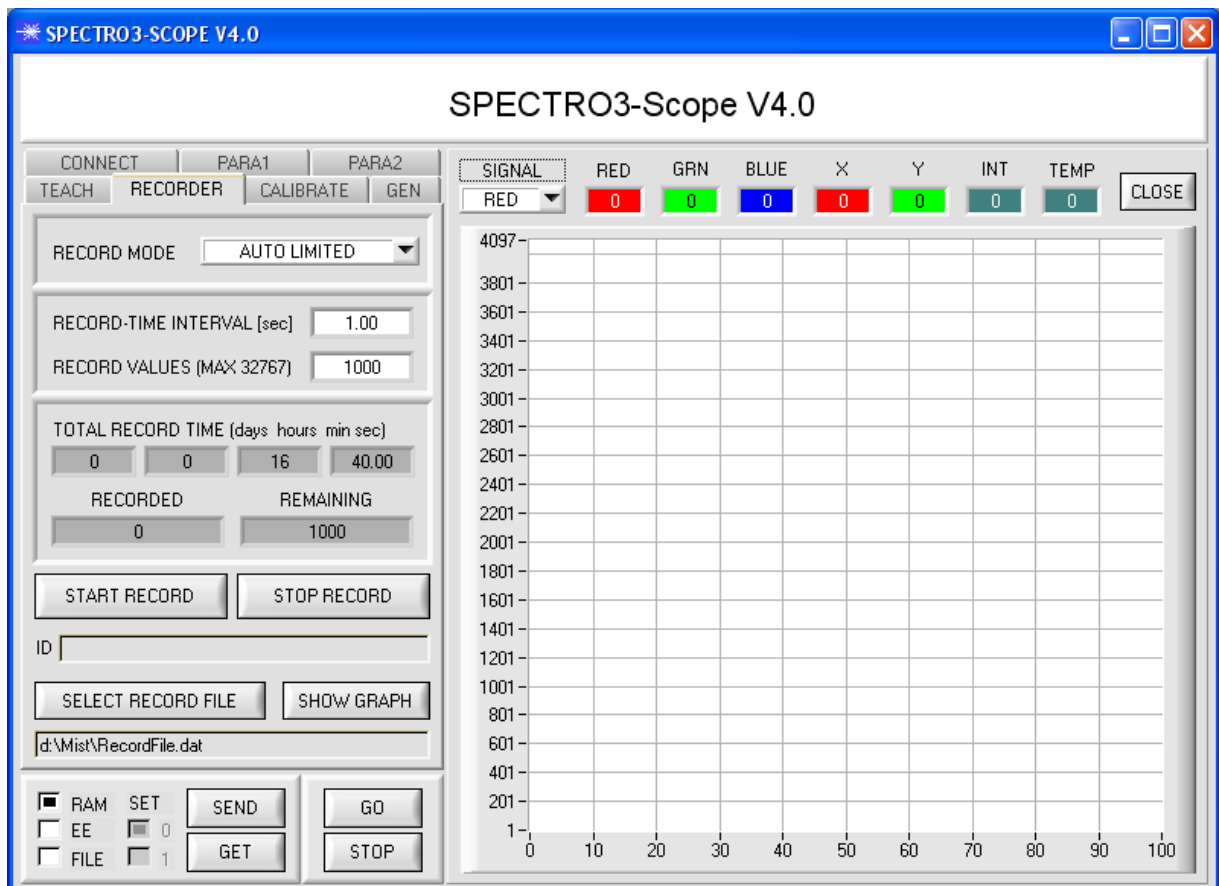 SPECTRO3-SCOPE V4.0
SPECTRO3-Scope V4.0
CONNECT PARA1 PARA2
TEACH RECORDER CALIBRATE GEN
RECORD MODE AUTO LIMITED
RECORD-TIME INTERVAL [sec] 1.00
RECORD VALUES (MAX 32767) 1000
TOTAL RECORD TIME (days hours min sec)
0 0 16 40.00
RECORDED REMAINING
0 1000
START RECORD STOP RECORD
ID
SELECT RECORD FILE SHOW GRAPH
d:\Mist\RecordFile.dat
RAM SET SEND GO
EE 0
FILE 1 GET STOP
SIGNAL RED GRN BLUE X Y INT TEMP
RED 0 0 0 0 0 0 0 CLOSE
4097
3801
3601
3401
3201
3001
2801
2601
2401
2201
2001
1801
1601
1401
1201
1001
801
601
401
201
1
0 10 20 30 40 50 60 70 80 90 100